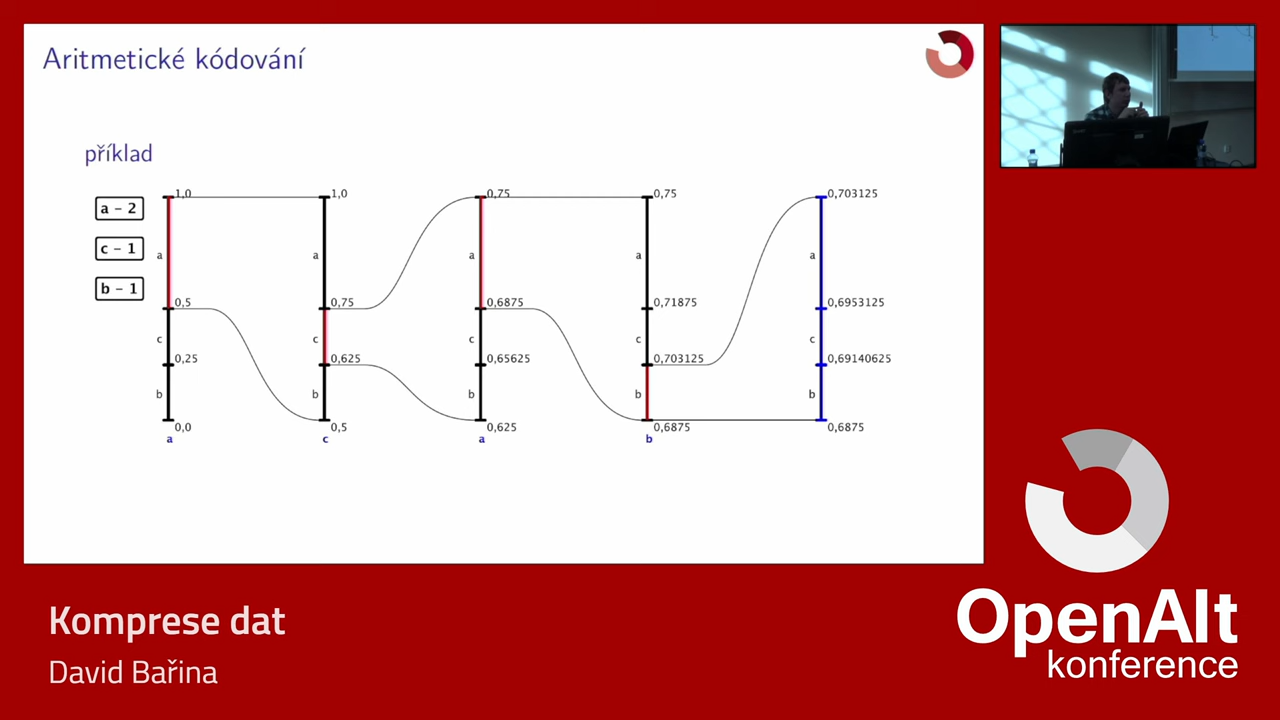 Aritmetické kódování
příklad
a – 2
c – 1
b – 1
1,0
a
0,5
c
0,25
b
0,0
a
1,0
a
0,75
c
0,625
b
0,5
c
0,75
a
0,6875
c
0,65625
b
0,625
a
0,75
a
0,71875
c
0,703125
b
0,6875
b
0,703125
a
0,6953125
c
0,69140625
b
0,6875
Komprese dat
David Bařina
OpenAlt
konference